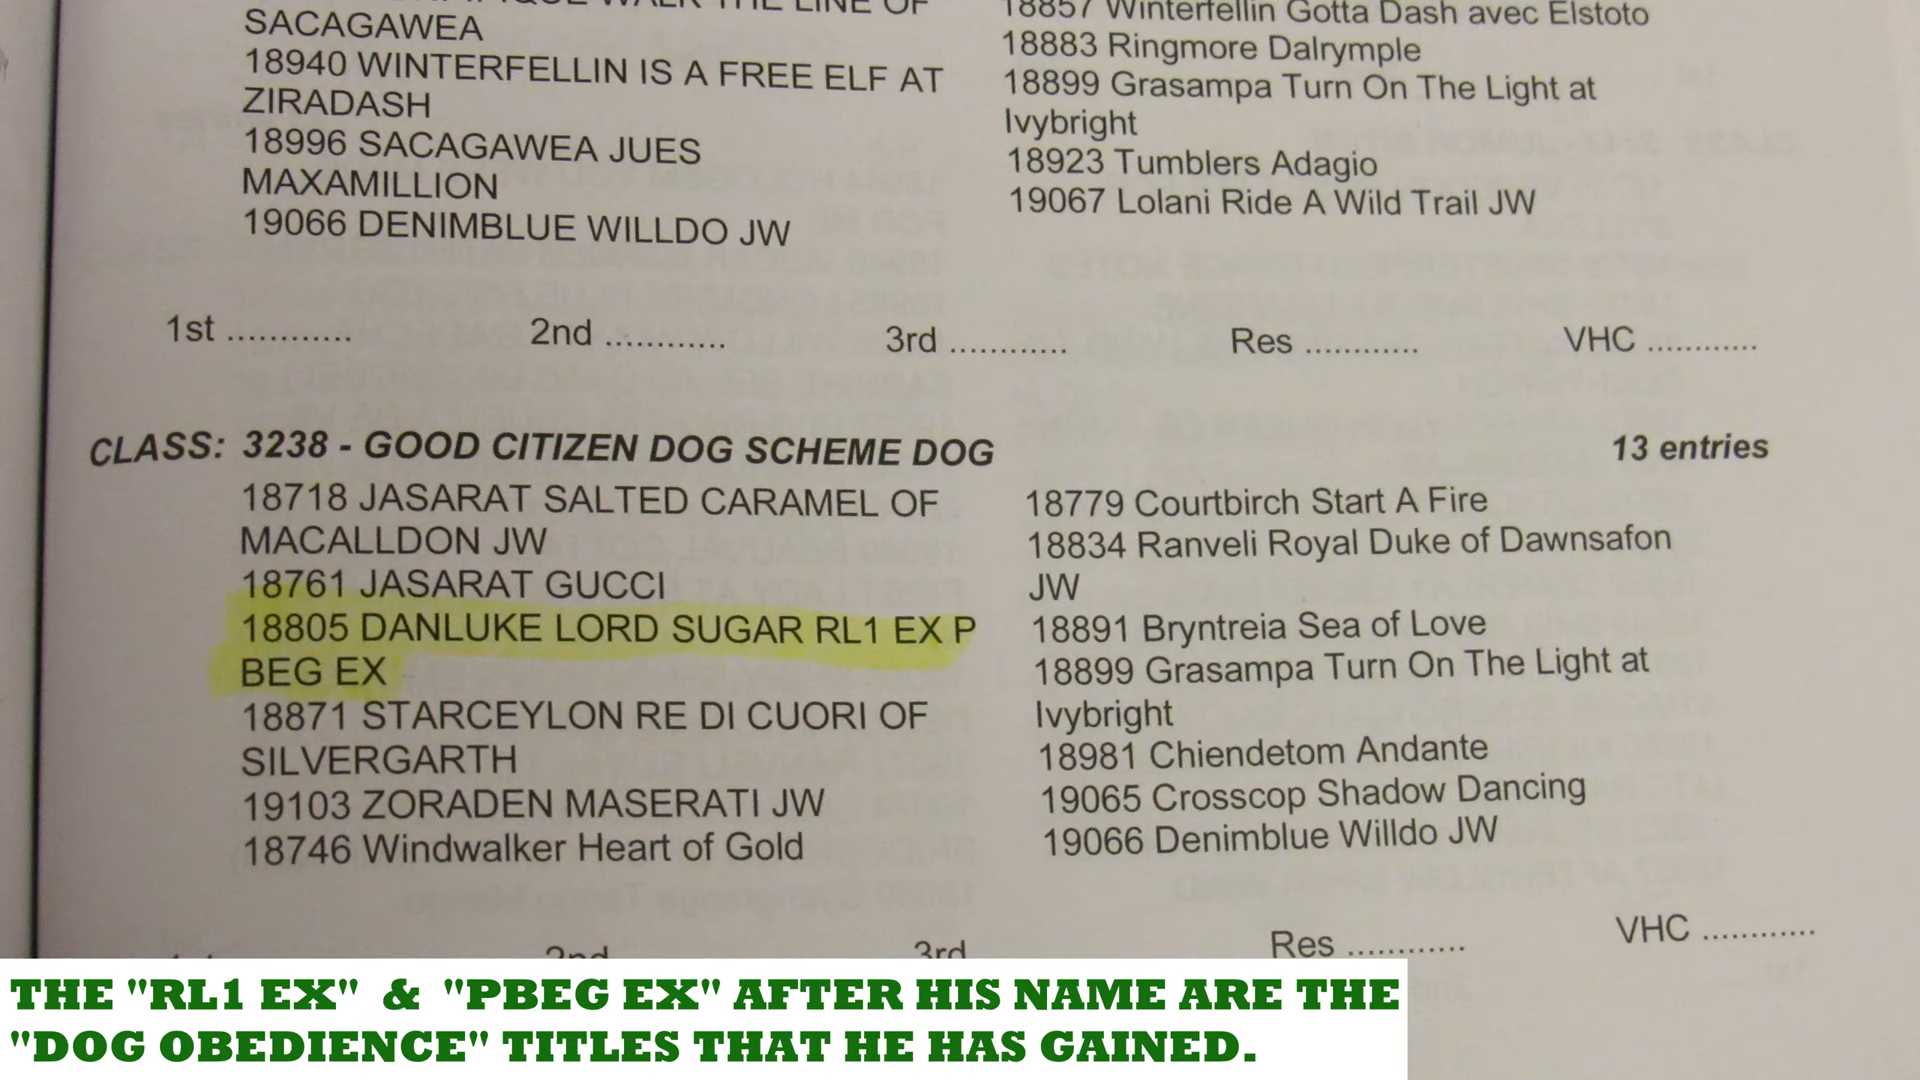 WALK THE LINE OF
SACAGAWEA
18940 WINTERFELLIN IS A FREE ELF AT
ZIRADASH
18996 SACAGAWEA JUES
MAXAMILLION
19066 DENIMBLUE WILLDO JW
18857 Winterfellin Gotta Dash avec Elstoto
18883 Ringmore Dalrymple
18899 Grasampa Turn On The Light at
Ivybright
18923 Tumblers Adagio
19067 Lolani Ride A Wild Trail JW
1st ............ 2nd ............ 3rd ............ Res ............ VHC ............
CLASS: 3238 - GOOD CITIZEN DOG SCHEME DOG 13 entries
18718 JASARAT SALTED CARAMEL OF
MACALLDON JW
18761 JASARAT GUCCI
18805 DANLUKE LORD SUGAR RL1 EX P
BEG EX
18871 STARCEYLON RE DI CUORI OF
SILVERGARTH
19103 ZORADEN MASERATI JW
18746 Windwalker Heart of Gold
18779 Courtbirch Start A Fire
18834 Ranveli Royal Duke of Dawnsafon
JW
18891 Bryntreia Sea of Love
18899 Grasampa Turn On The Light at
Ivybright
18981 Chiendetom Andante
19065 Crosscop Shadow Dancing
19066 Denimblue Willdo JW
2nd 3rd Res ............ VHC ............
THE "RL1 EX" & "PBEG EX" AFTER HIS NAME ARE THE
"DOG OBEDIENCE" TITLES THAT HE HAS GAINED.